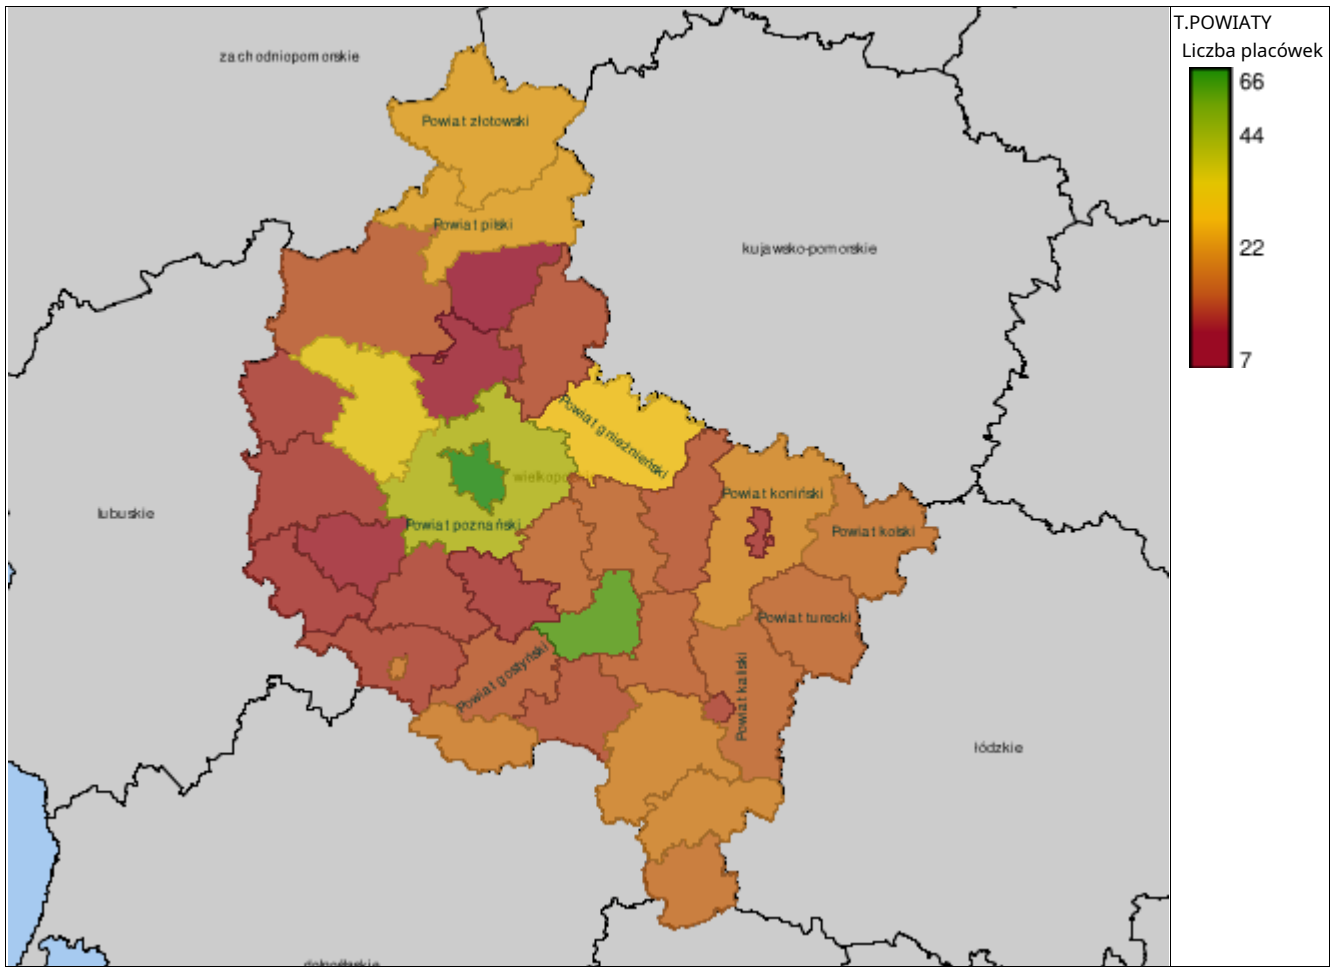 T.POWIATY
Liczba placówek
66
44
22
7
zachodniopomorskie
Powiat złotowski
Powiat pilski
kujawsko-pomorskie
Powiat gnieźnieński
Powiat koniński
lubuskie
Powiat poznański
Powiat kolski
Powiat turecki
Powiat gostyński
Powiat kaliski
łódzkie